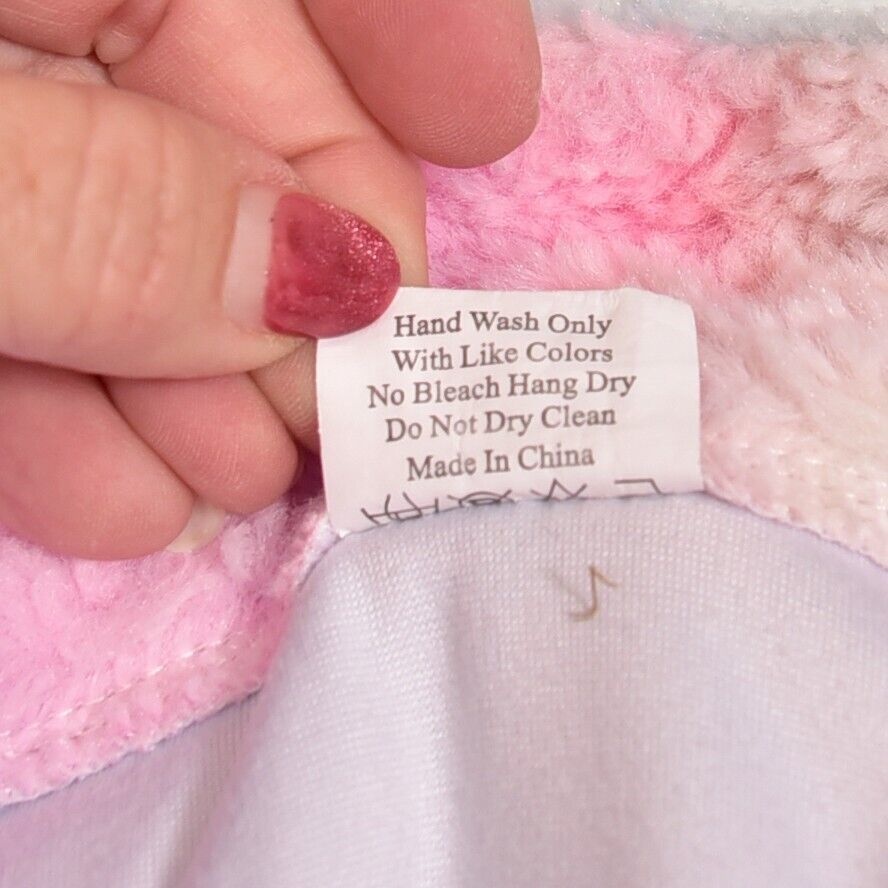 Hand Wash Only
With Like Colors
No Bleach Hang Dry
Do Not Dry Clean
Made In China